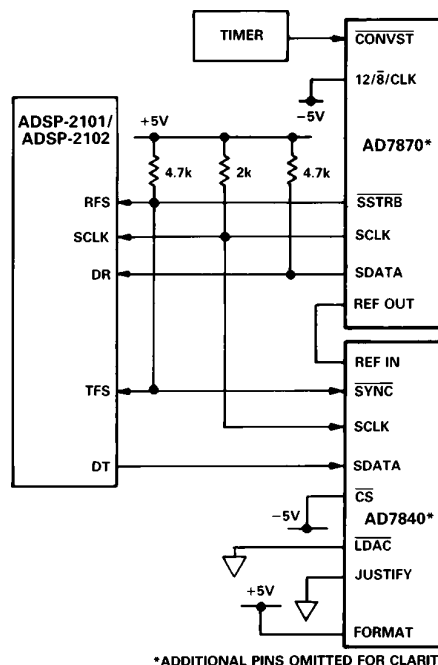 TIMER
CONVST
12/8/CLK
−5V
ADSP-2101/
ADSP-2102
+5V
AD7870*
4.7k
2k
4.7k
RFS
SSTRB
SCLK
SCLK
DR
SDATA
REF OUT
REF IN
TFS
SYNC
SCLK
DT
SDATA
CS
−5V
AD7840*
LDAC
JUSTIFY
+5V
FORMAT
*ADDITIONAL PINS OMITTED FOR CLARIT